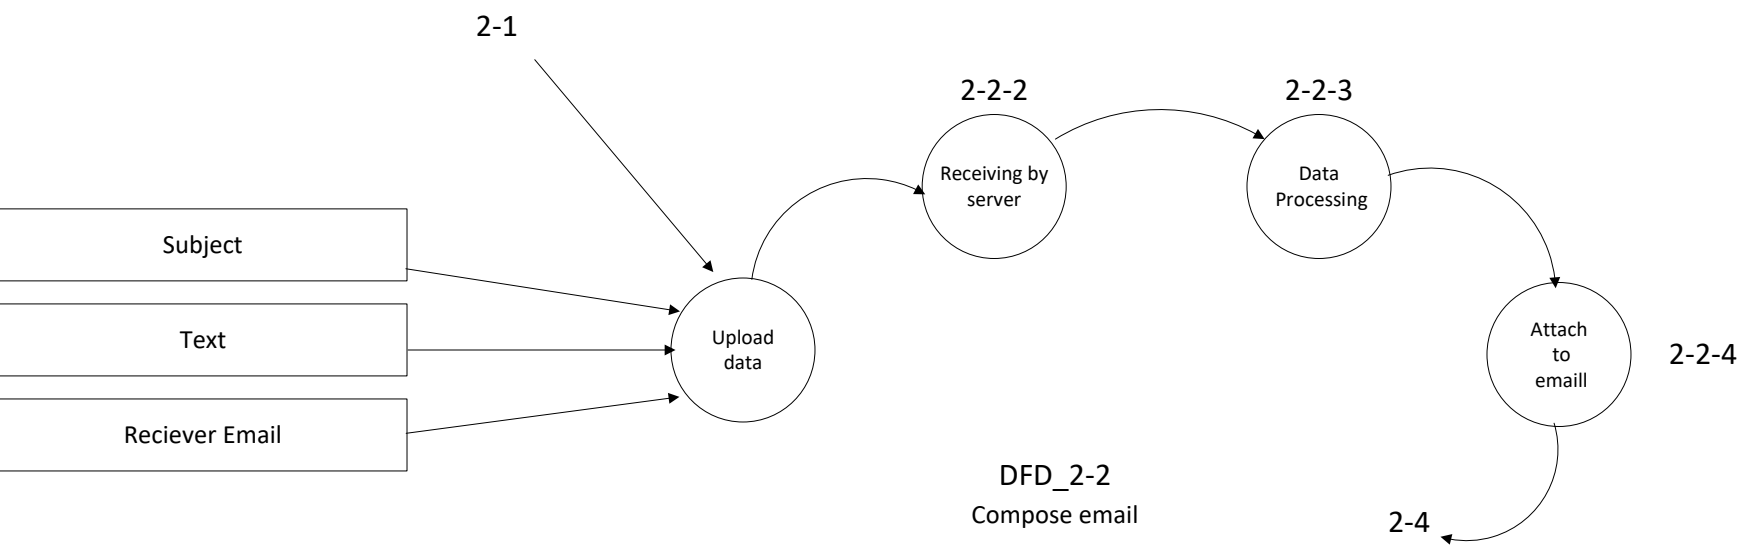 2-1
2-2-2
2-2-3
Receiving by
server
Data
Processing
Subject
Text
Reciever Email
Upload
data
Attach
to
emaill
2-2-4
DFD_2-2
Compose email
2-4